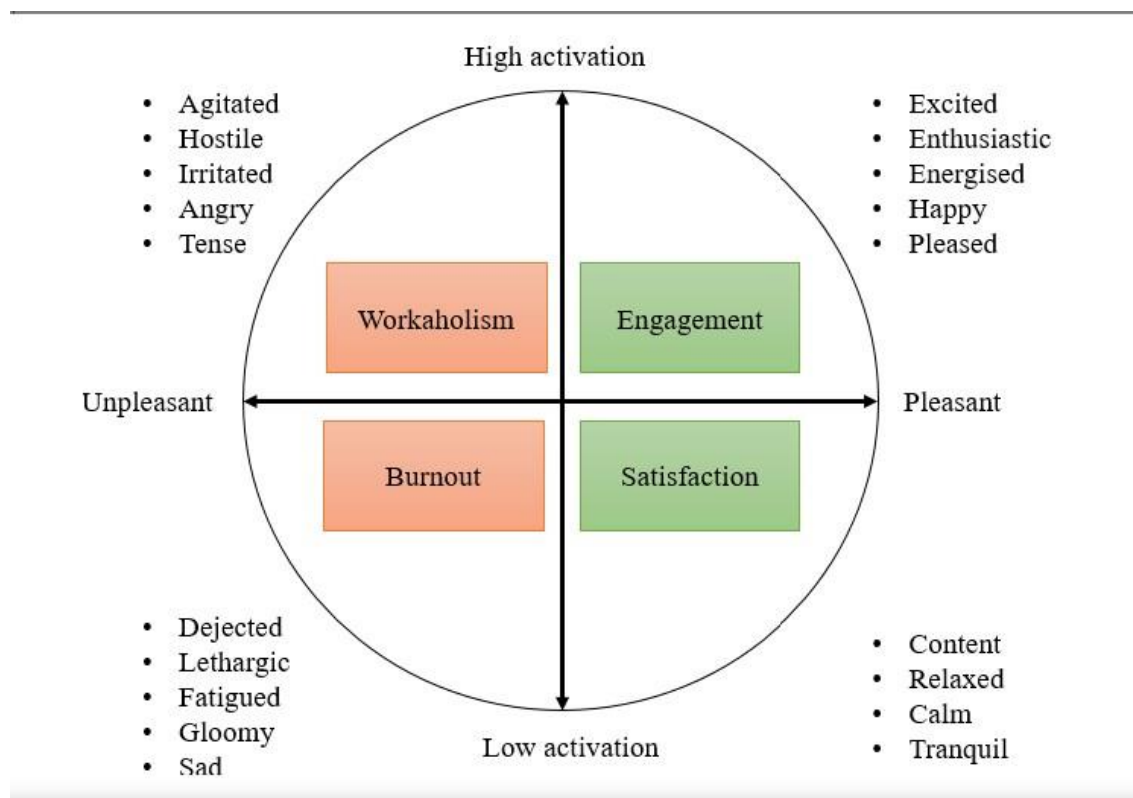 High activation
• Agitated
• Hostile
• Irritated
• Angry
• Tense
• Excited
• Enthusiastic
• Energised
• Happy
• Pleased
Workaholism
Engagement
Unpleasant
Pleasant
Burnout
Satisfaction
• Dejected
• Lethargic
• Fatigued
• Gloomy
• Sad
• Content
• Relaxed
• Calm
• Tranquil
Low activation